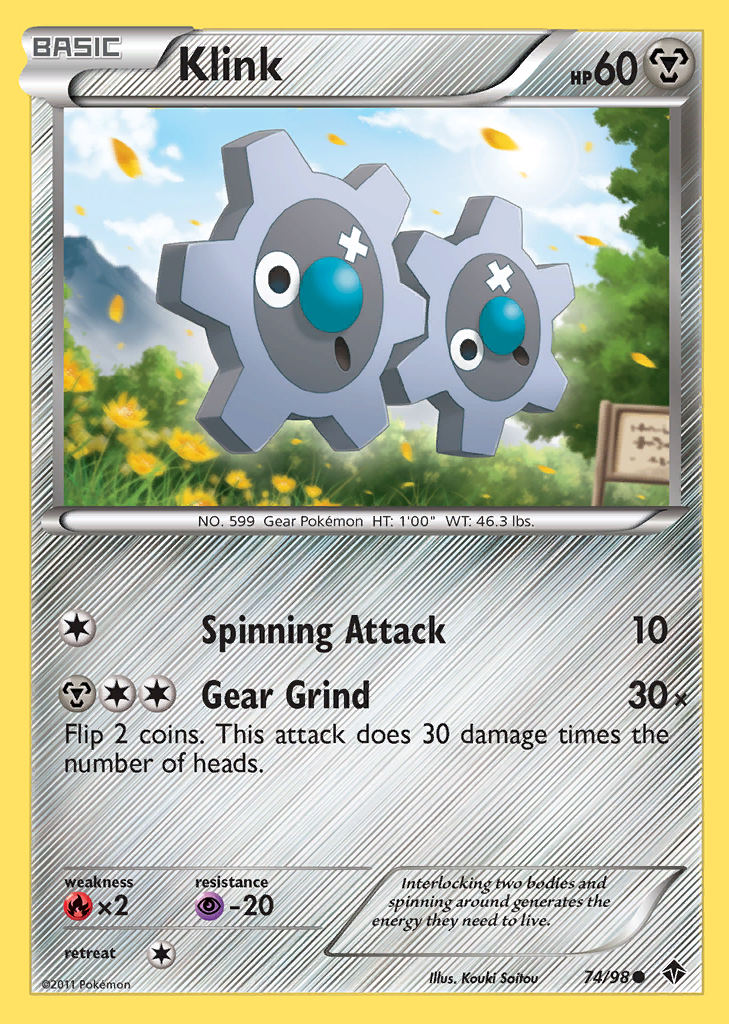 BASIC
Klink
HP60
NO. 599 Gear Pokémon HT: 1'00" WT: 46.3 lbs.
Spinning Attack 10
Gear Grind 30×
Flip 2 coins. This attack does 30 damage times the
number of heads.
weakness resistance
×2 -20
Interlocking two bodies and
spinning around generates the
energy they need to live.
retreat
©2011 Pokémon
Illus. Kouki Saitou
74/98